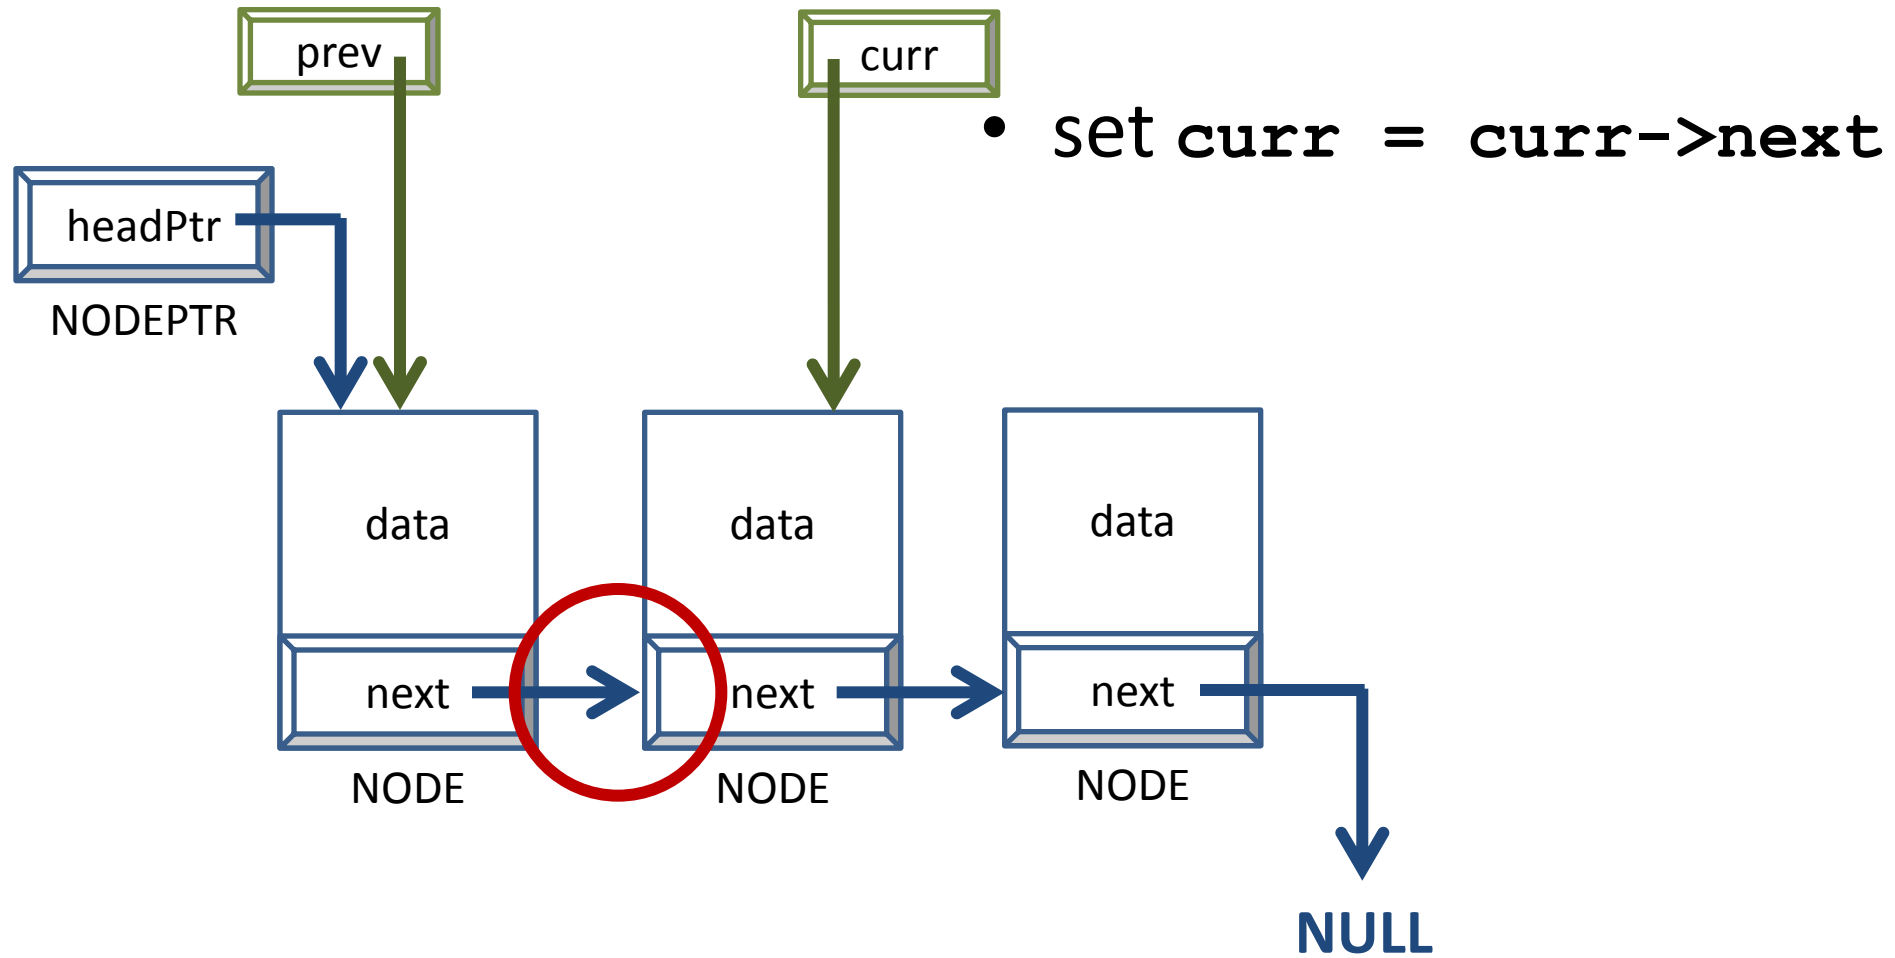 prev
curr
• set curr = curr->next
headPtr
NODEPTR
data
data
data
next
next
next
NODE
NODE
NODE
NULL